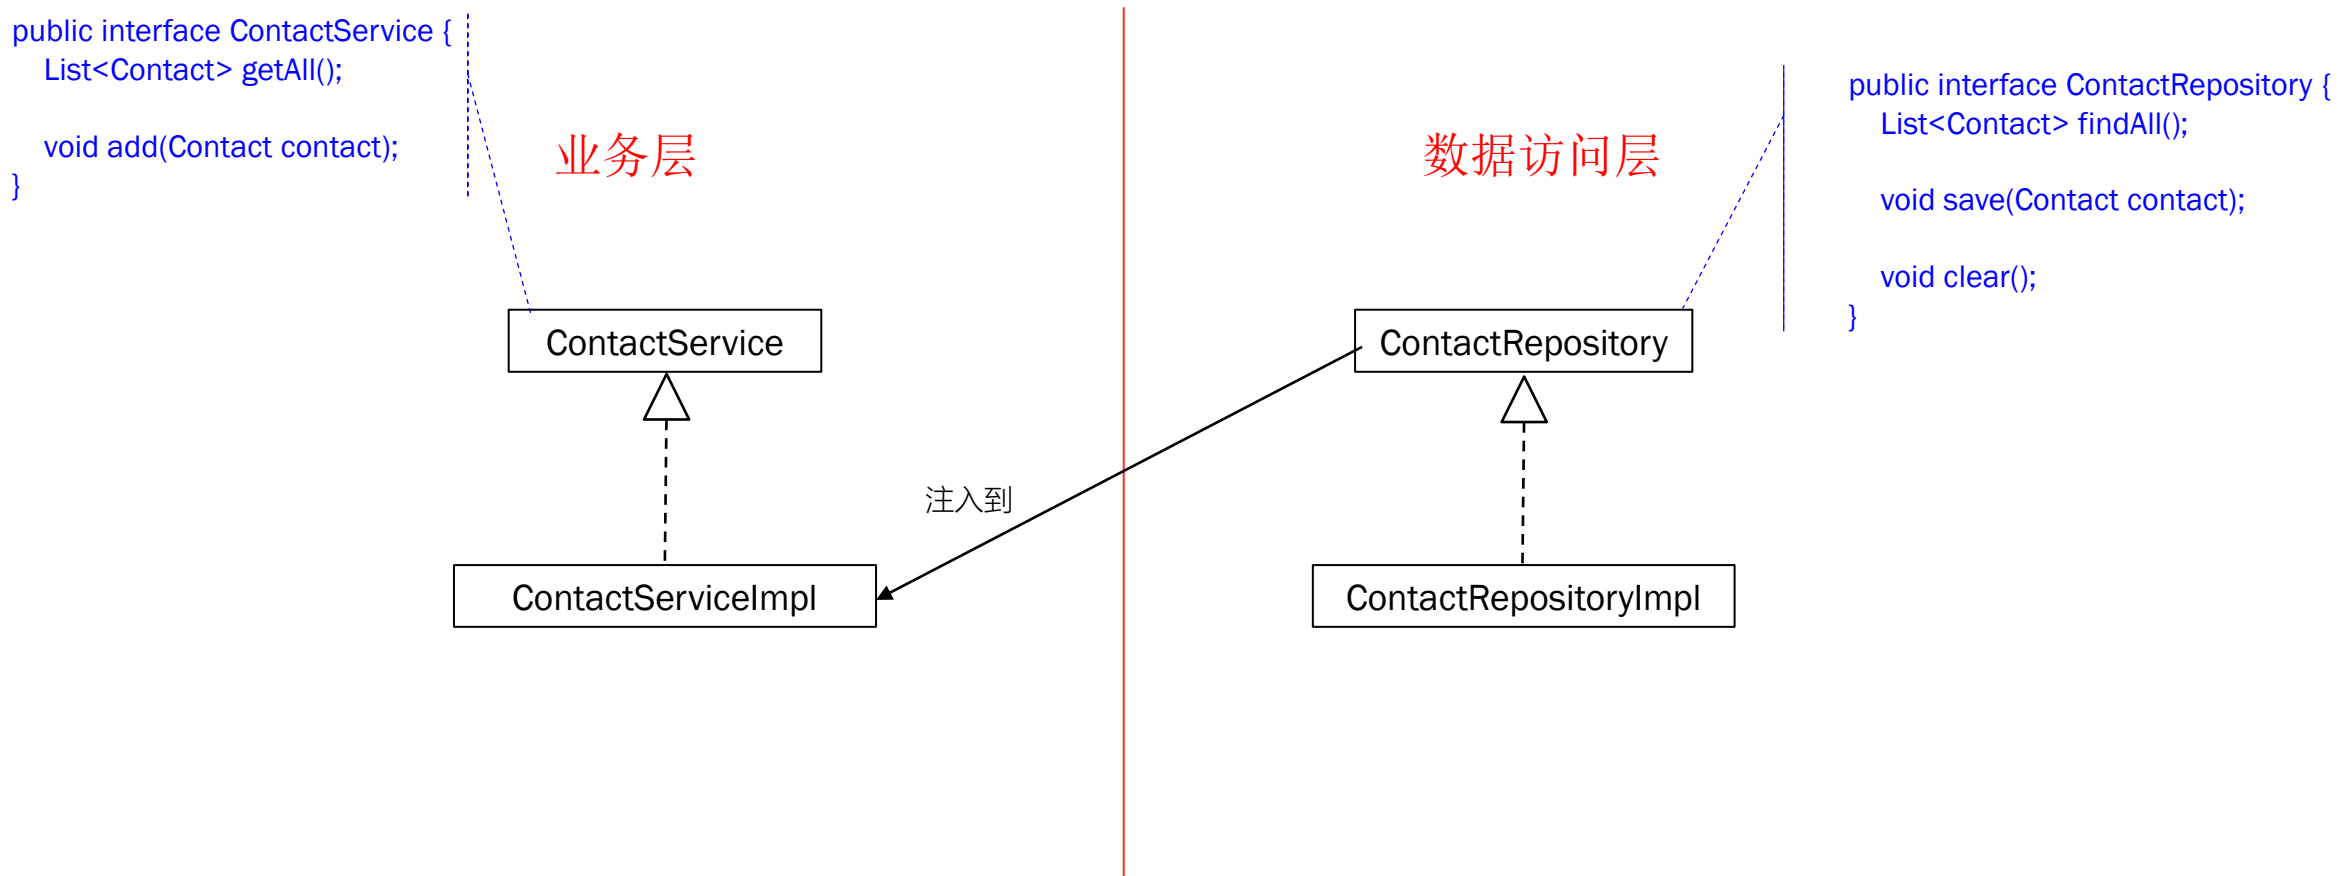 public interface ContactService {
List<Contact> getAll();
void add(Contact contact);
}
业务层
数据访问层
public interface ContactRepository {
List<Contact> findAll();
void save(Contact contact);
void clear();
}
ContactService
ContactRepository
注入到
ContactServiceImpl
ContactRepositoryImpl